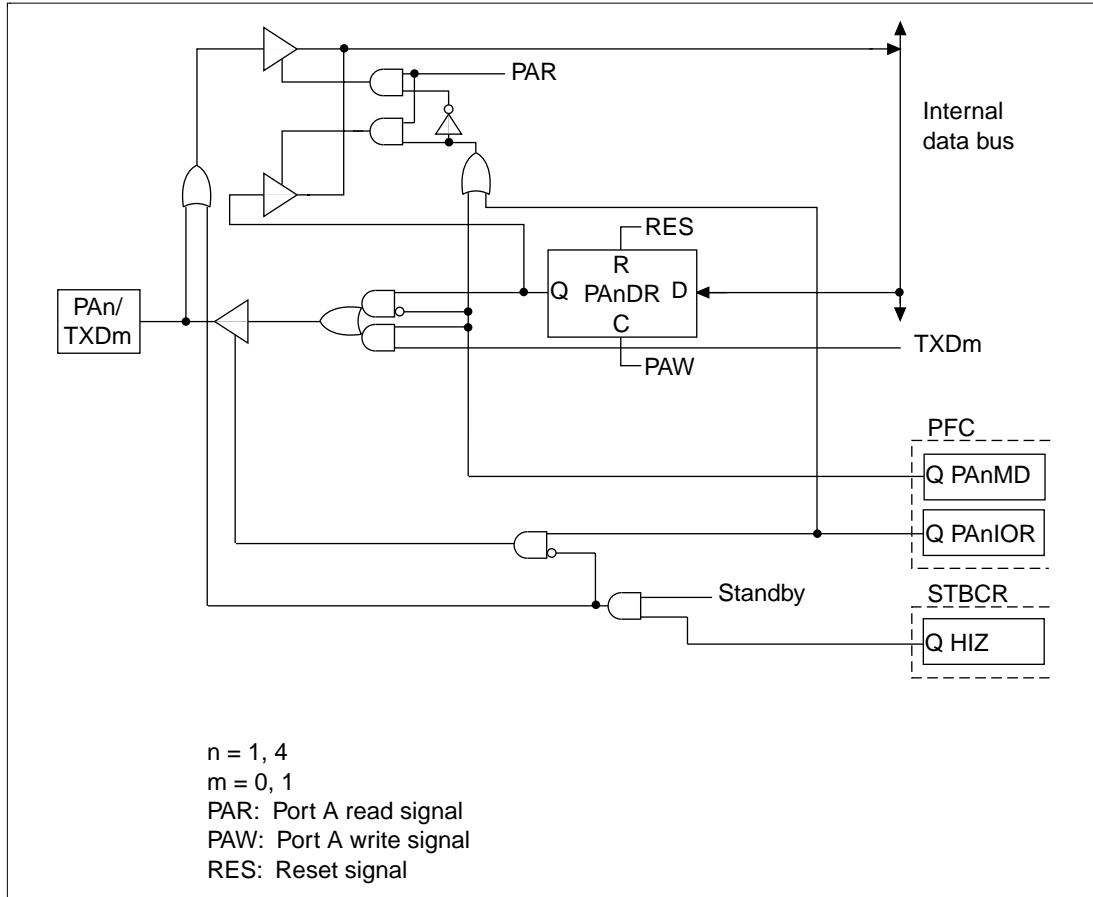 PAR
Internal
data bus
RES
R
Q PAnDR D
C
PAn/
TXDm
TXDm
PAW
PFC
Q PAnMD
Q PAnIOR
Standby
STBCR
Q HIZ
n = 1, 4
m = 0, 1
PAR: Port A read signal
PAW: Port A write signal
RES: Reset signal